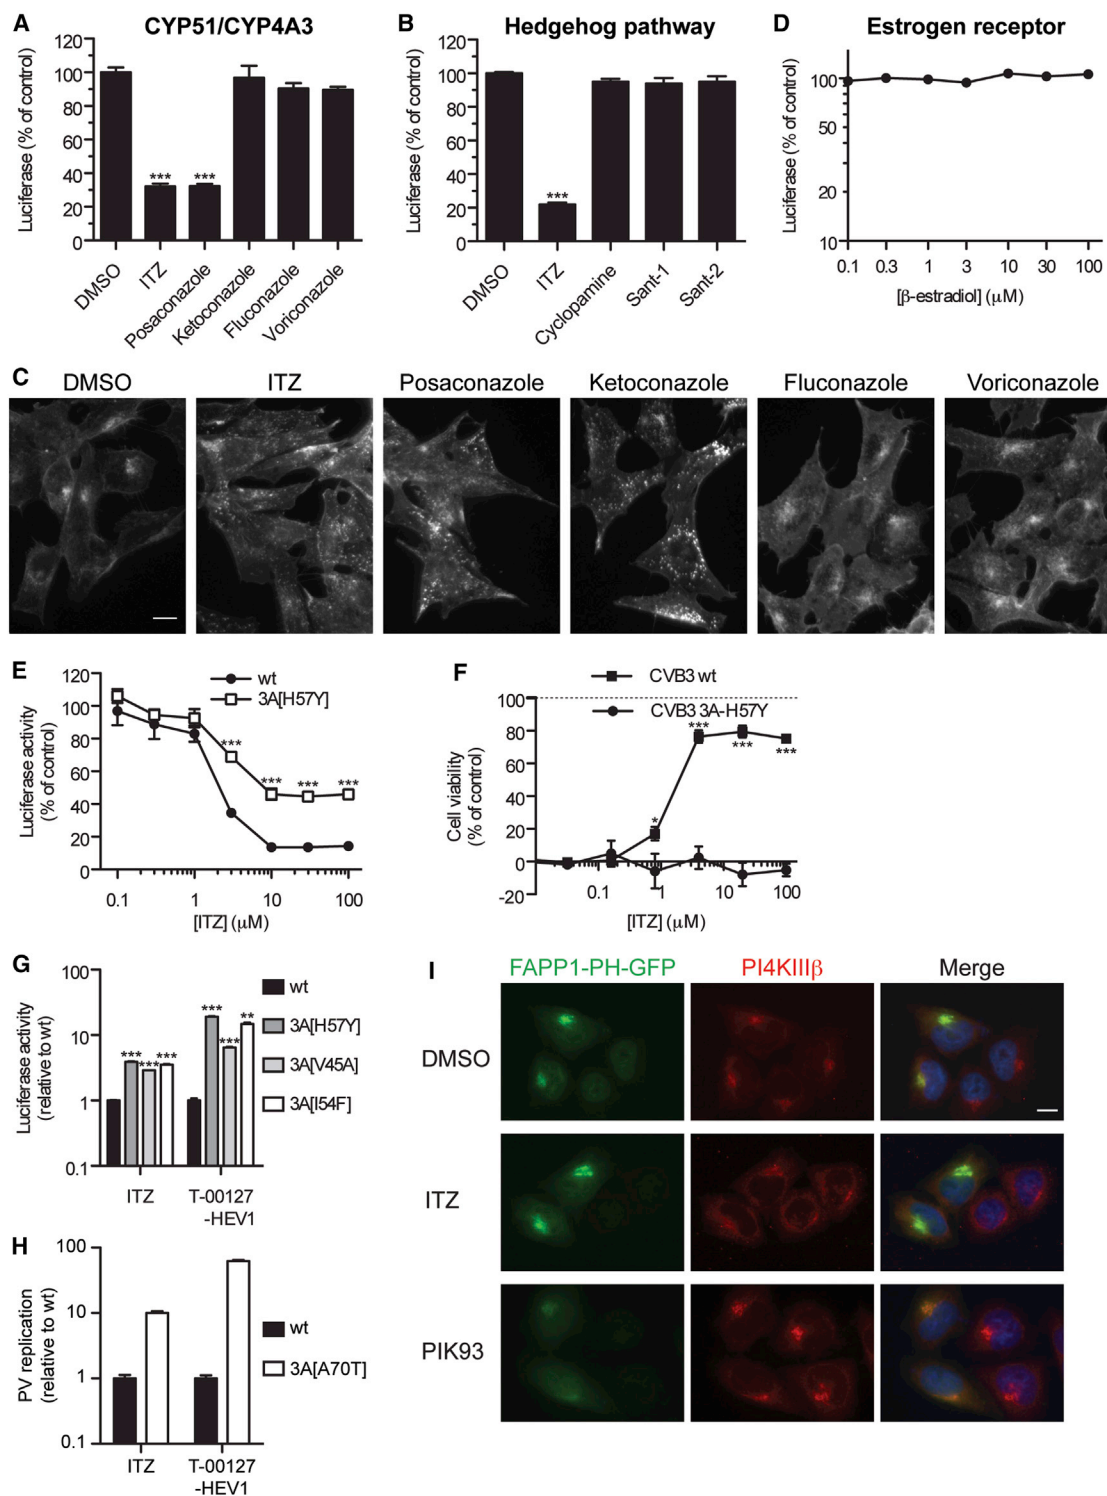 A
CYP51/CYP4A3
Luciferase (% of control)
120
100
80
60
40
20
0
***
***
DMSO
ITZ
Posaconazole
Ketoconazole
Fluconazole
Voriconazole
B
Hedgehog pathway
Luciferase (% of control)
120
100
80
60
40
20
0
***
DMSO
ITZ
Cyclopamine
Sant-1
Sant-2
D
Estrogen receptor
Luciferase (% of control)
100
50
20
10
0.1 0.3 1 3 10 30 100
[β-estradiol] (μM)
C
DMSO
ITZ
Posaconazole
Ketoconazole
Fluconazole
Voriconazole
E
wt
3A[H57Y]
Luciferase activity
(% of control)
120
100
80
60
40
20
0
***
*** *** ***
0.1 1 10 100
[ITZ] (μM)
F
CVB3 wt
CVB3 3A-H57Y
Cell viability
(% of control)
100
80
60
40
20
0
-20
*
***
***
***
0.1 1 10 100
[ITZ] (μM)
G
Luciferase activity
(relative to wt)
100
10
1
0.1
*** *** ***
*** *** **
ITZ
T-00127
-HEV1
wt
3A[H57Y]
3A[V45A]
3A[I54F]
H
PV replication
(relative to wt)
100
10
1
0.1
ITZ
T-00127
-HEV1
wt
3A[A70T]
I
FAPP1-PH-GFP
PI4KIIIβ
Merge
DMSO
ITZ
PIK93